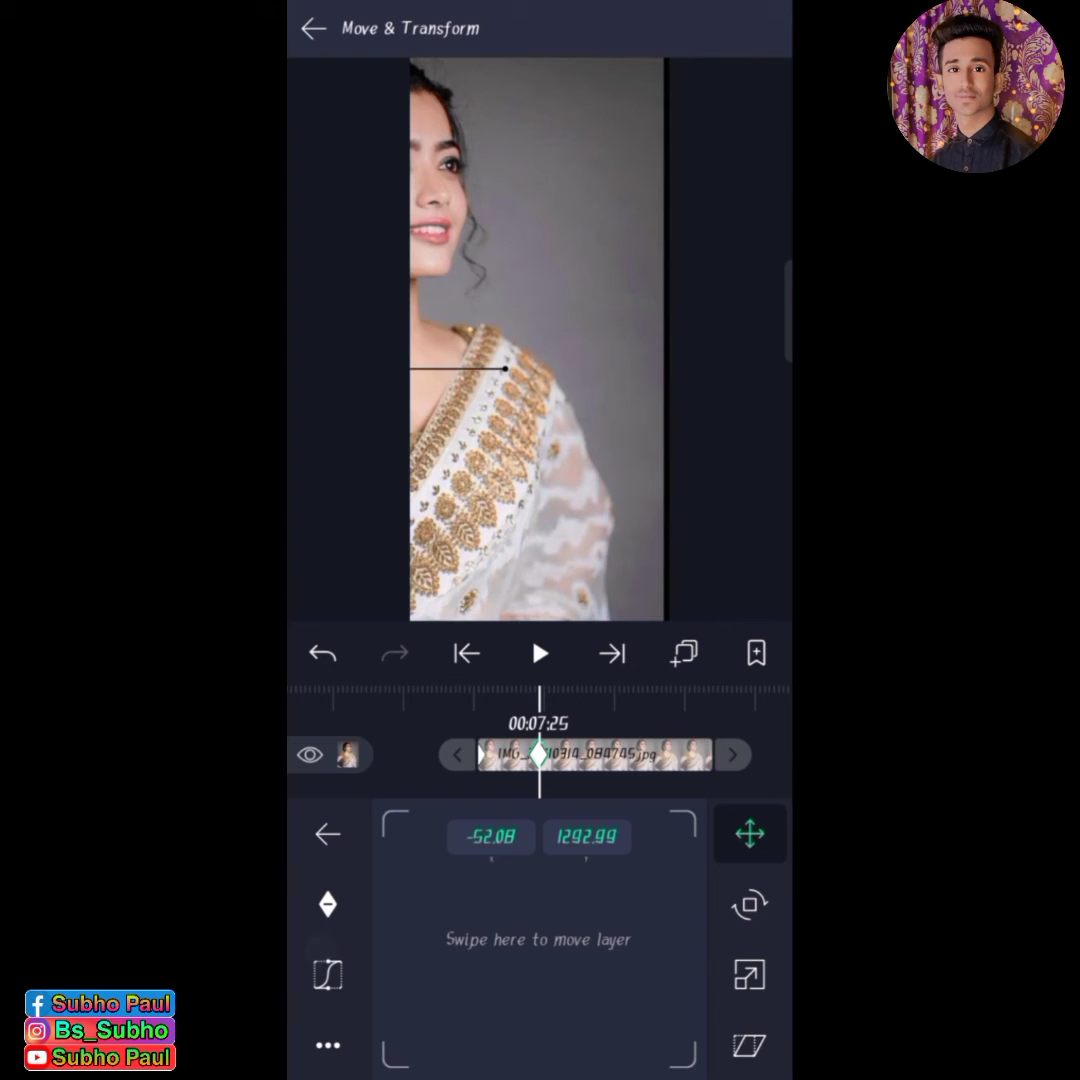 Move & Transform
00:07:25
-52.08 1292.99
x y
Swipe here to move layer
Subho Paul
Bs_Subho
Subho Paul